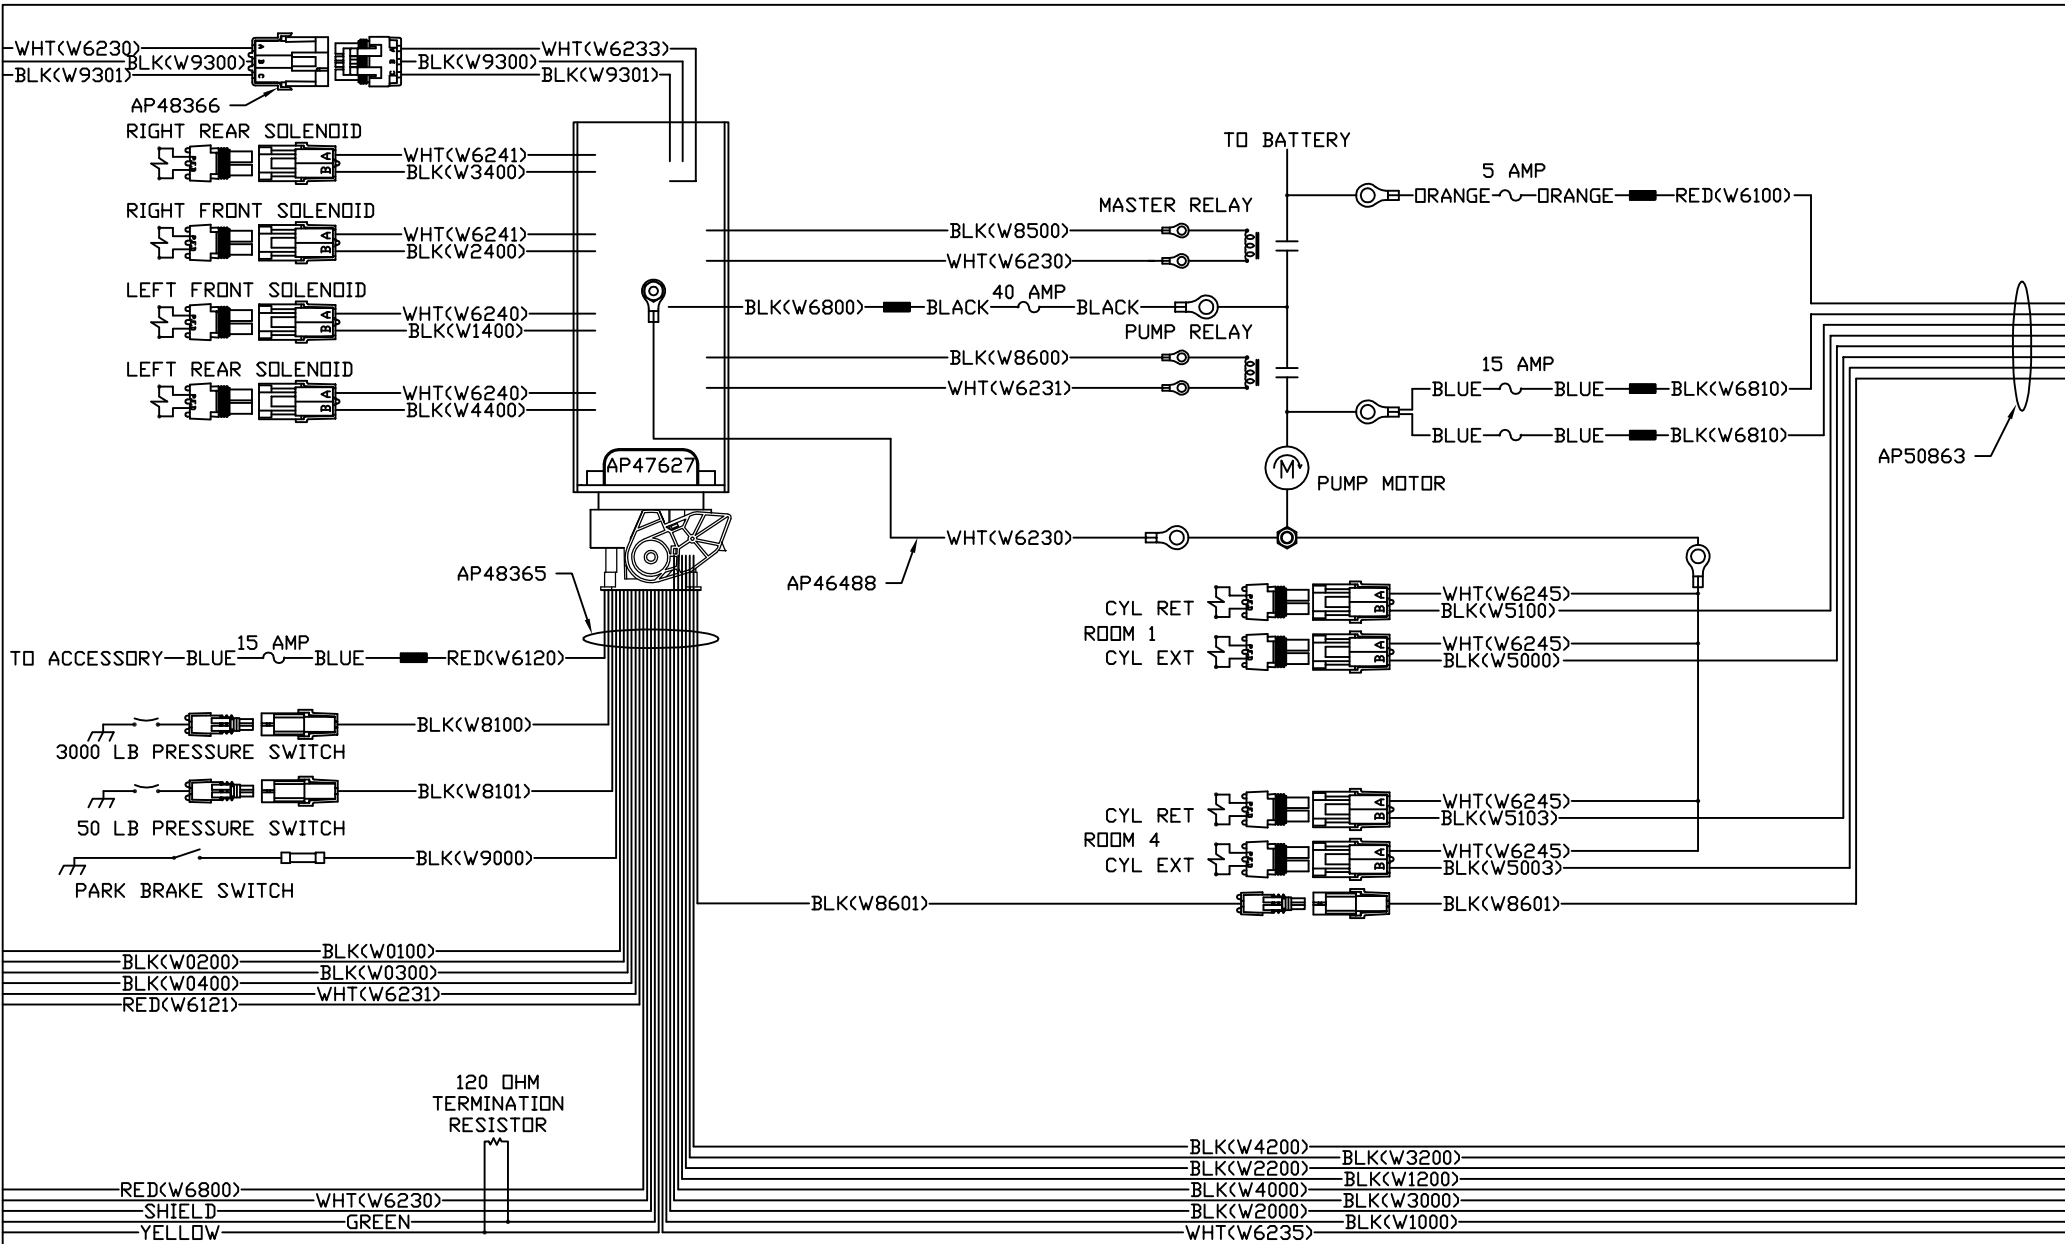 WHT(W6230)
BLK(W9300)
BLK(W9301)
WHT(W6233)
BLK(W9300)
BLK(W9301)
A
B
C
AP48366
RIGHT REAR SOLENOID
A
B
WHT(W6241)
BLK(W3400)
RIGHT FRONT SOLENOID
A
B
WHT(W6241)
BLK(W2400)
LEFT FRONT SOLENOID
A
B
WHT(W6240)
BLK(W1400)
LEFT REAR SOLENOID
A
B
WHT(W6240)
BLK(W4400)
AP47627
TO BATTERY
MASTER RELAY
BLK(W8500)
WHT(W6230)
BLK(W6800)
BLACK
40 AMP
BLACK
PUMP RELAY
BLK(W8600)
WHT(W6231)
5 AMP
ORANGE
ORANGE
RED(W6100)
15 AMP
BLUE
BLUE
BLK(W6810)
BLUE
BLUE
BLK(W6810)
AP50863
M
PUMP MOTOR
WHT(W6230)
AP46488
AP48365
TO ACCESSORY
BLUE
15 AMP
BLUE
RED(W6120)
BLK(W8100)
3000 LB PRESSURE SWITCH
BLK(W8101)
50 LB PRESSURE SWITCH
BLK(W9000)
PARK BRAKE SWITCH
CYL RET
A
B
WHT(W6245)
BLK(W5100)
ROOM 1
CYL EXT
A
B
WHT(W6245)
BLK(W5000)
CYL RET
A
B
WHT(W6245)
BLK(W5103)
ROOM 4
CYL EXT
A
B
WHT(W6245)
BLK(W5003)
BLK(W8601)
BLK(W8601)
BLK(W0100)
BLK(W0200)
BLK(W0300)
BLK(W0400)
WHT(W6231)
RED(W6121)
120 OHM
TERMINATION
RESISTOR
RED(W6800)
WHT(W6230)
SHIELD
GREEN
YELLOW
BLK(W4200)
BLK(W3200)
BLK(W2200)
BLK(W1200)
BLK(W4000)
BLK(W3000)
BLK(W2000)
BLK(W1000)
WHT(W6235)